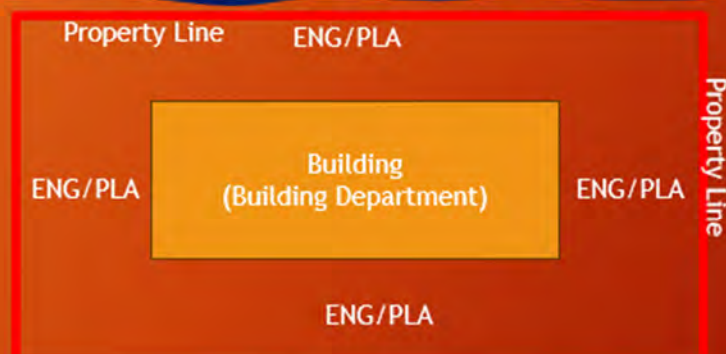 Property Line
ENG/PLA
Property Line
Building
(Building Department)
ENG/PLA
ENG/PLA
ENG/PLA